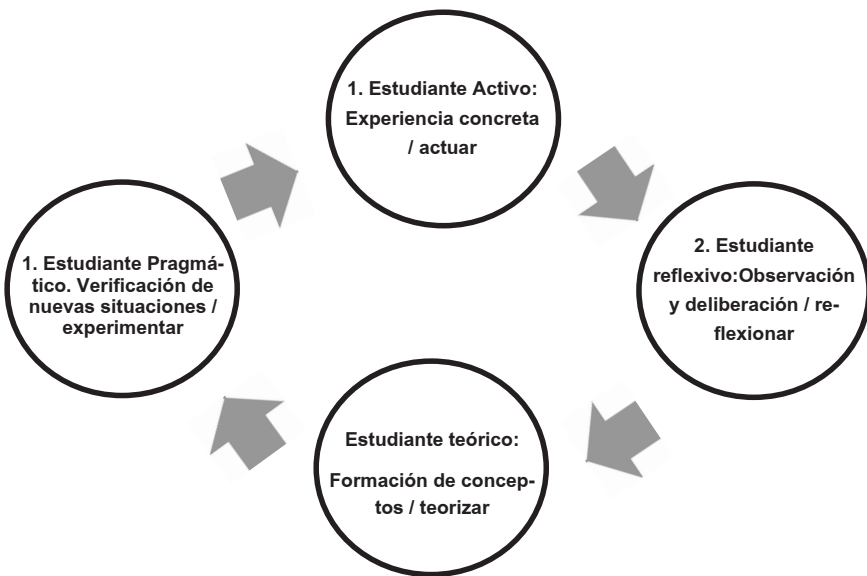 1. Estudiante Activo:
Experiencia concreta
/ actuar
2. Estudiante
reflexivo:Observación
y deliberación / re-
flexionar
Estudiante teórico:
Formación de concep-
tos / teorizar
1. Estudiante Pragmá-
tico. Verificación de
nuevas situaciones /
experimentar